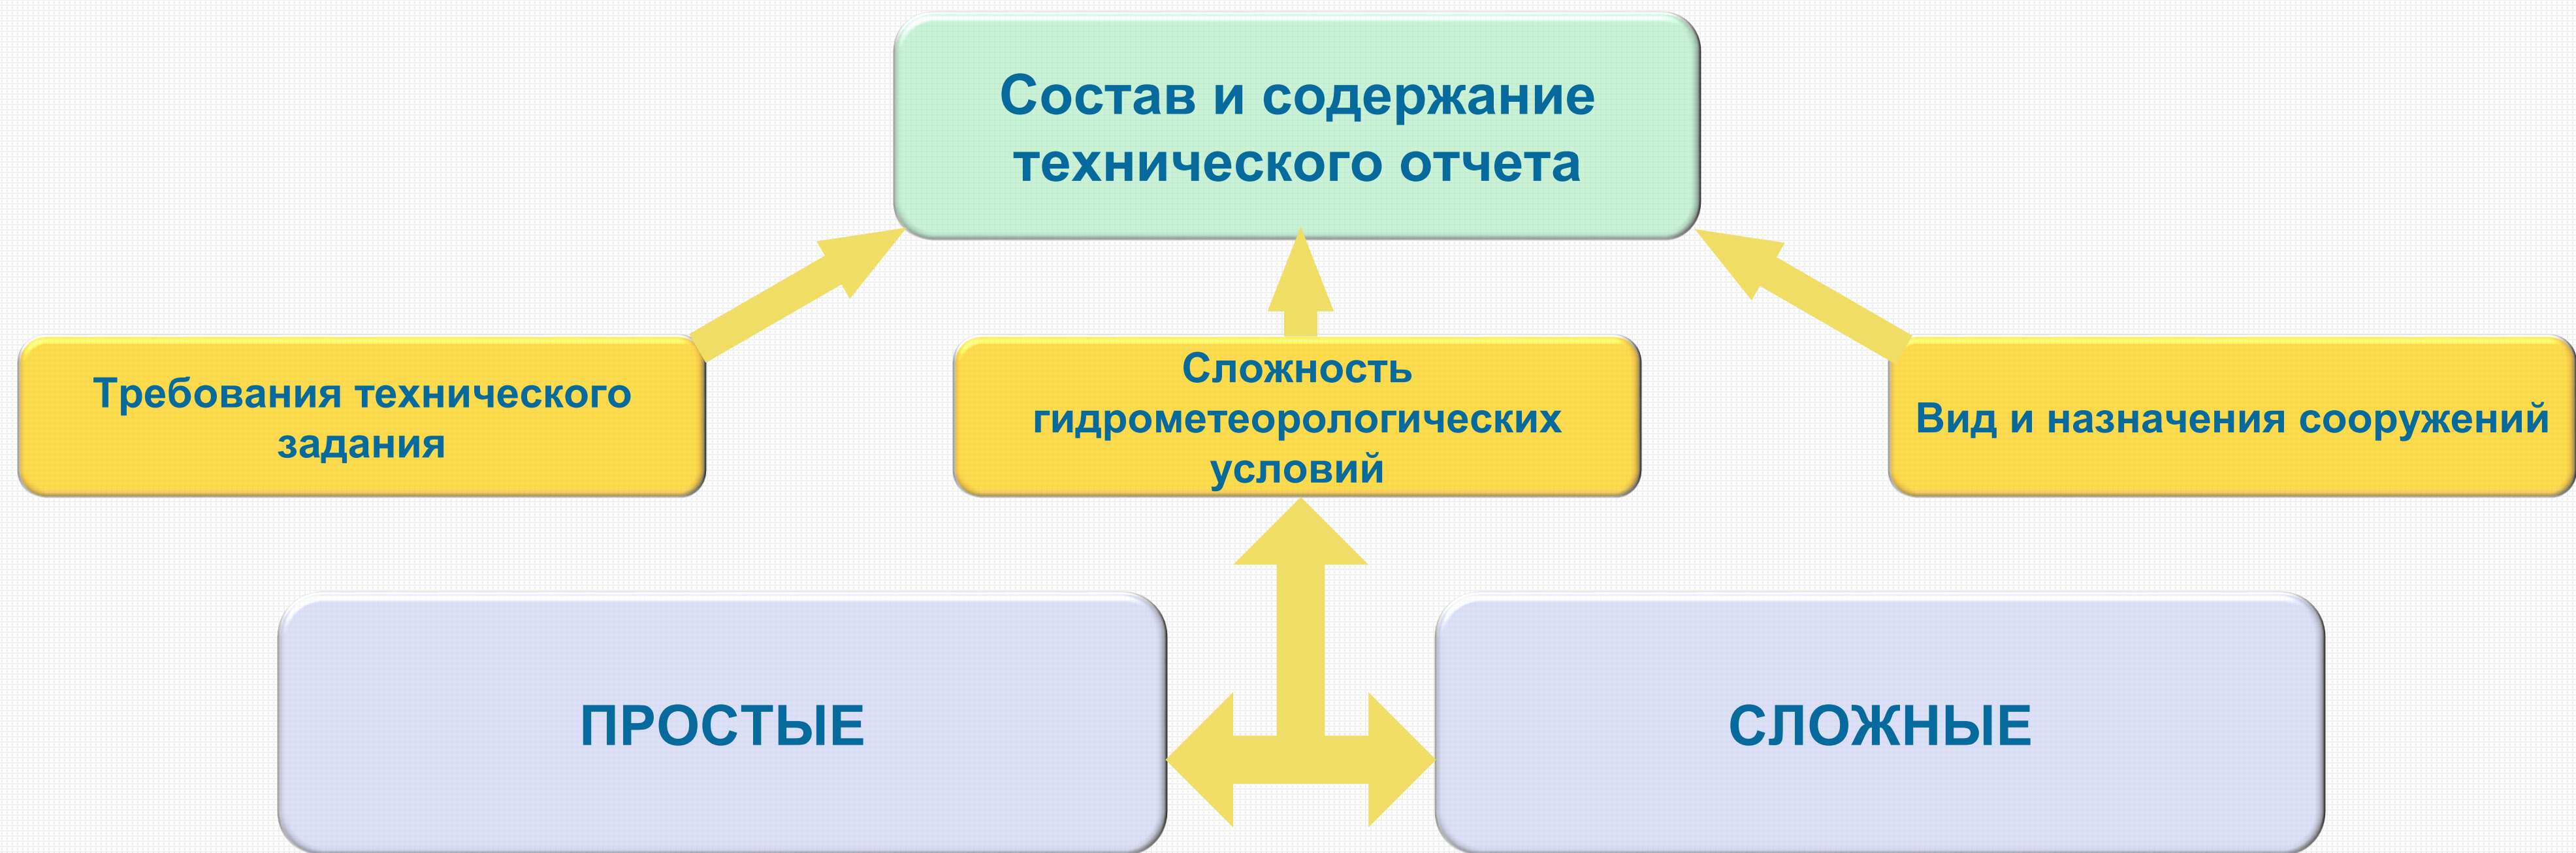 Состав и содержание
технического отчета
Требования технического
задания
Сложность
гидрометеорологических
условий
Вид и назначения сооружений
ПРОСТЫЕ
СЛОЖНЫЕ